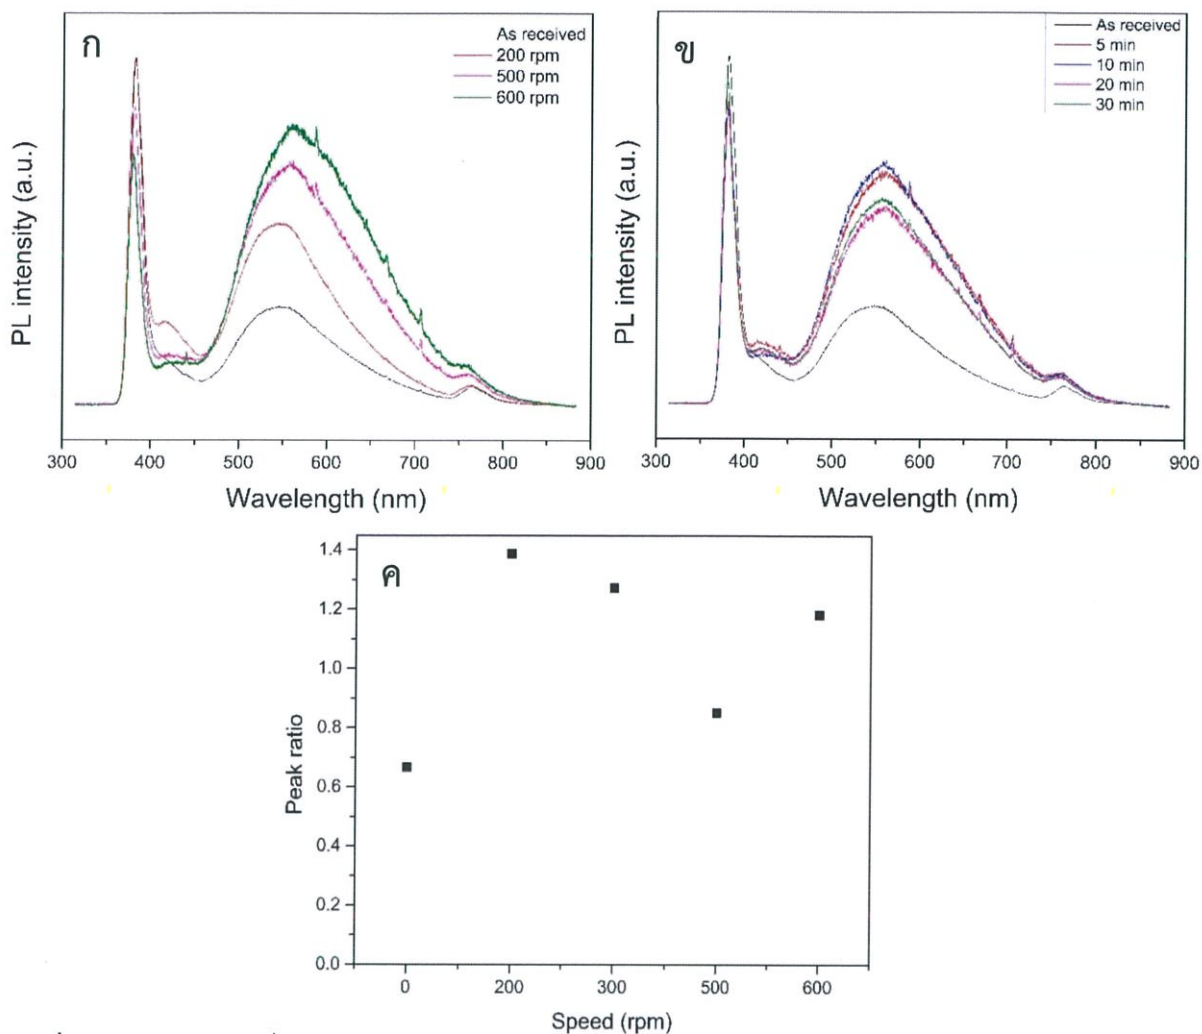 ก
As received
200 rpm
500 rpm
600 rpm
PL intensity (a.u.)
300 400 500 600 700 800 900
Wavelength (nm)
ข
As received
5 min
10 min
20 min
30 min
PL intensity (a.u.)
300 400 500 600 700 800 900
Wavelength (nm)
ค
1.4
1.2
1.0
0.8
0.6
0.4
0.2
0.0
Peak ratio
0 200 300 500 600
Speed (rpm)